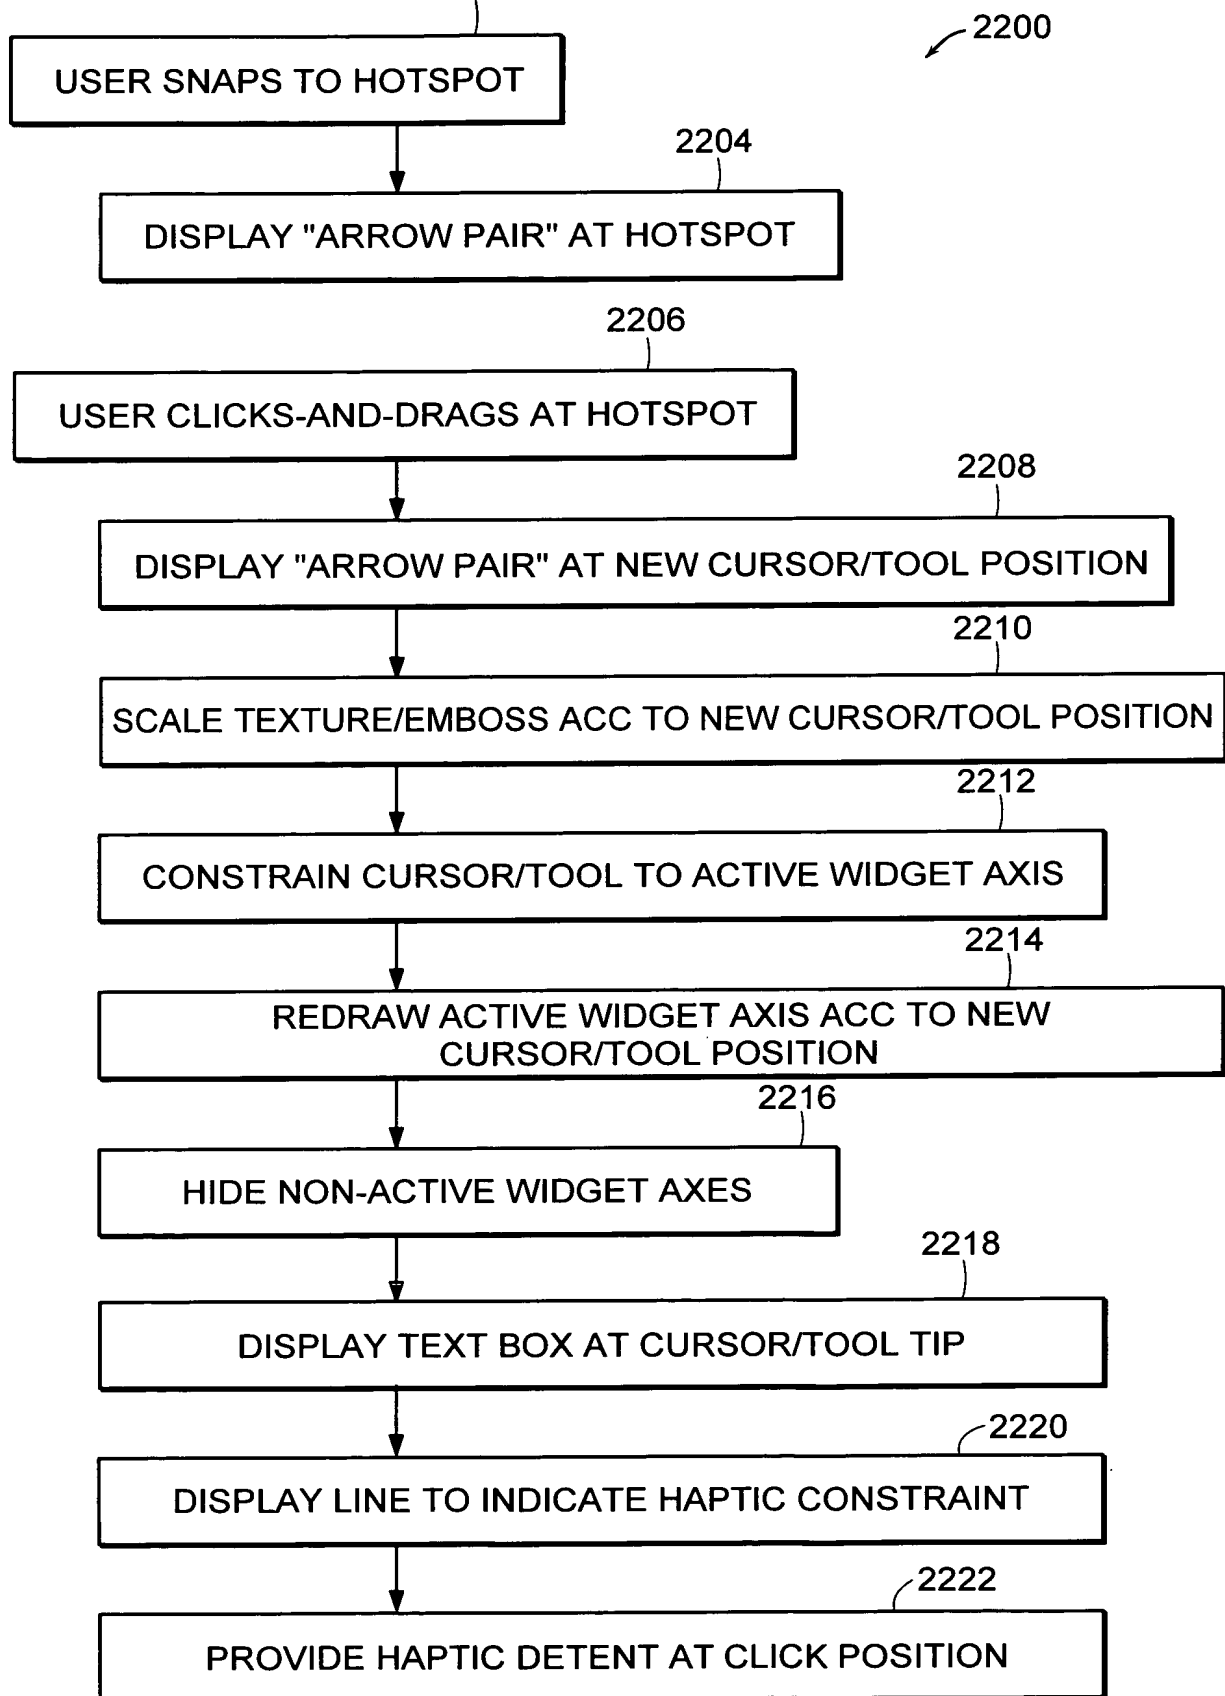 2200
USER SNAPS TO HOTSPOT
2204
DISPLAY "ARROW PAIR" AT HOTSPOT
2206
USER CLICKS-AND-DRAGS AT HOTSPOT
2208
DISPLAY "ARROW PAIR" AT NEW CURSOR/TOOL POSITION
2210
SCALE TEXTURE/EMBOSS ACC TO NEW CURSOR/TOOL POSITION
2212
CONSTRAIN CURSOR/TOOL TO ACTIVE WIDGET AXIS
2214
REDRAW ACTIVE WIDGET AXIS ACC TO NEW
CURSOR/TOOL POSITION
2216
HIDE NON-ACTIVE WIDGET AXES
2218
DISPLAY TEXT BOX AT CURSOR/TOOL TIP
2220
DISPLAY LINE TO INDICATE HAPTIC CONSTRAINT
2222
PROVIDE HAPTIC DETENT AT CLICK POSITION